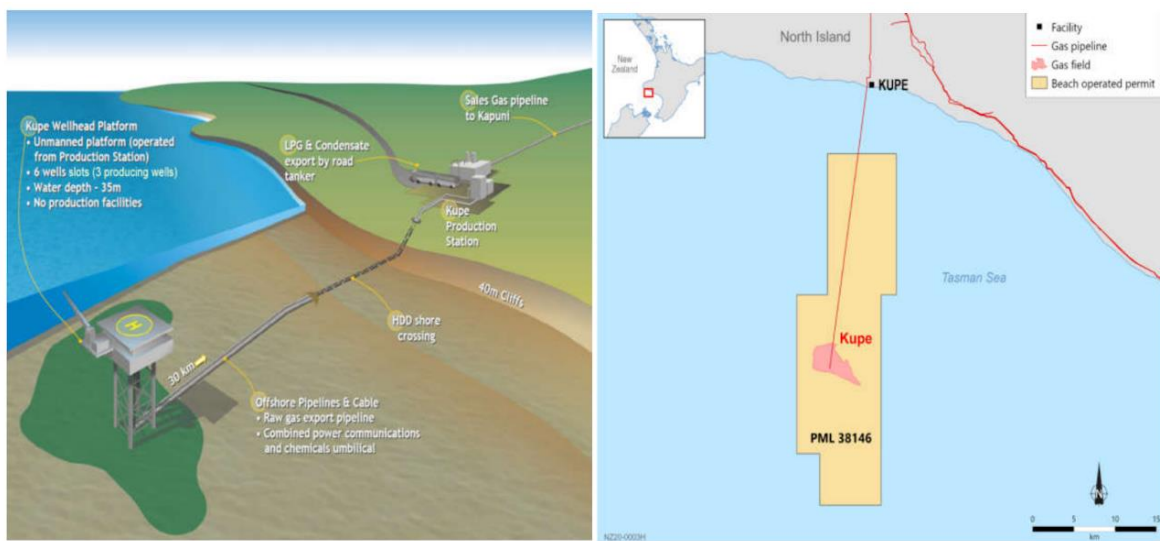 Kupe Wellhead Platform
• Unmanned platform (operated
from Production Station)
• 6 wells slots (3 producing wells)
• Water depth - 35m
• No production facilities
Sales Gas pipeline
to Kapuni
LPG & Condensate
export by road
tanker
Kupe
Production
Station
40m Cliffs
HDD shore
crossing
30 km
H
Offshore Pipelines & Cable
• Raw gas export pipeline
• Combined power communications
and chemicals umbilical
New
Zealand
North Island
Facility
Gas pipeline
Gas field
Beach operated permit
KUPE
Tasman Sea
Kupe
PML 38146
N
0 5 10 15
km
NZ20-0003H